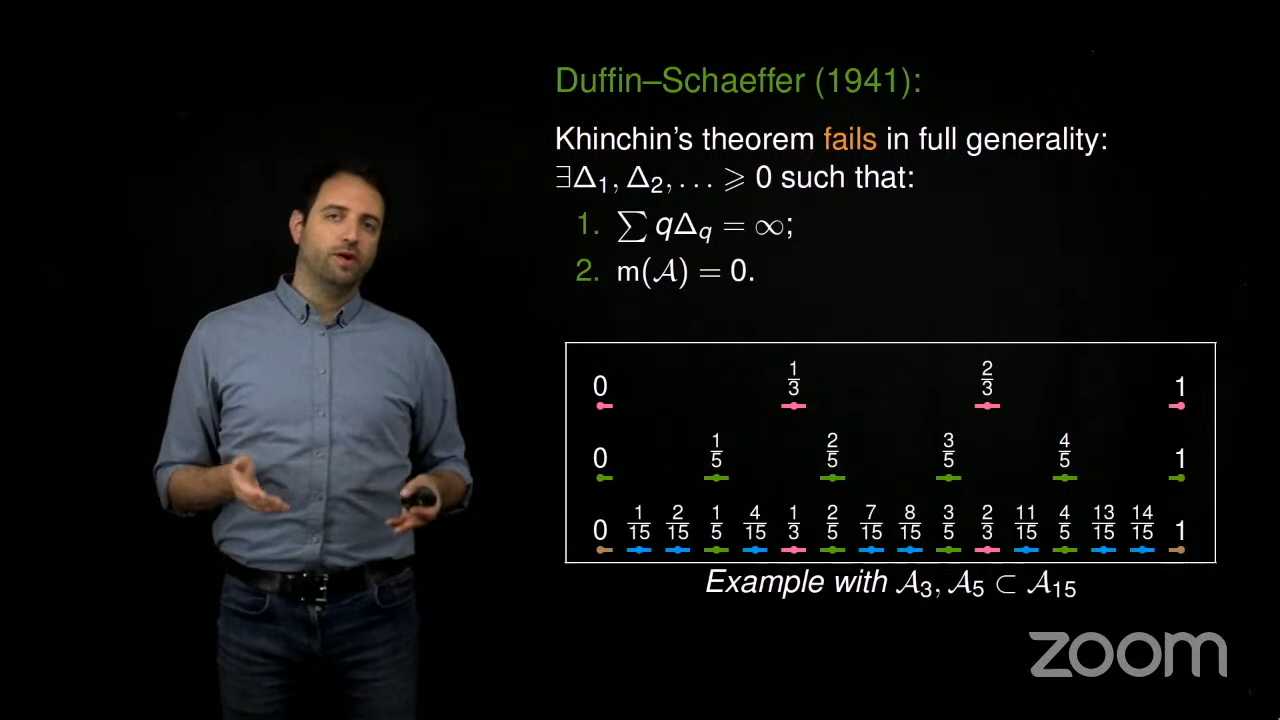 Duffin–Schaeffer (1941):
Khinchin's theorem fails in full generality:
∃Δ₁, Δ₂, … ⩾ 0 such that:
1. ∑ qΔ_q = ∞;
2. m(𝒜) = 0.
0 1/3 2/3 1
0 1/5 2/5 3/5 4/5 1
0 1/15 2/15 1/5 4/15 1/3 2/5 7/15 8/15 3/5 2/3 11/15 4/5 13/15 14/15 1
Example with 𝒜₃, 𝒜₅ ⊂ 𝒜₁₅
zoom